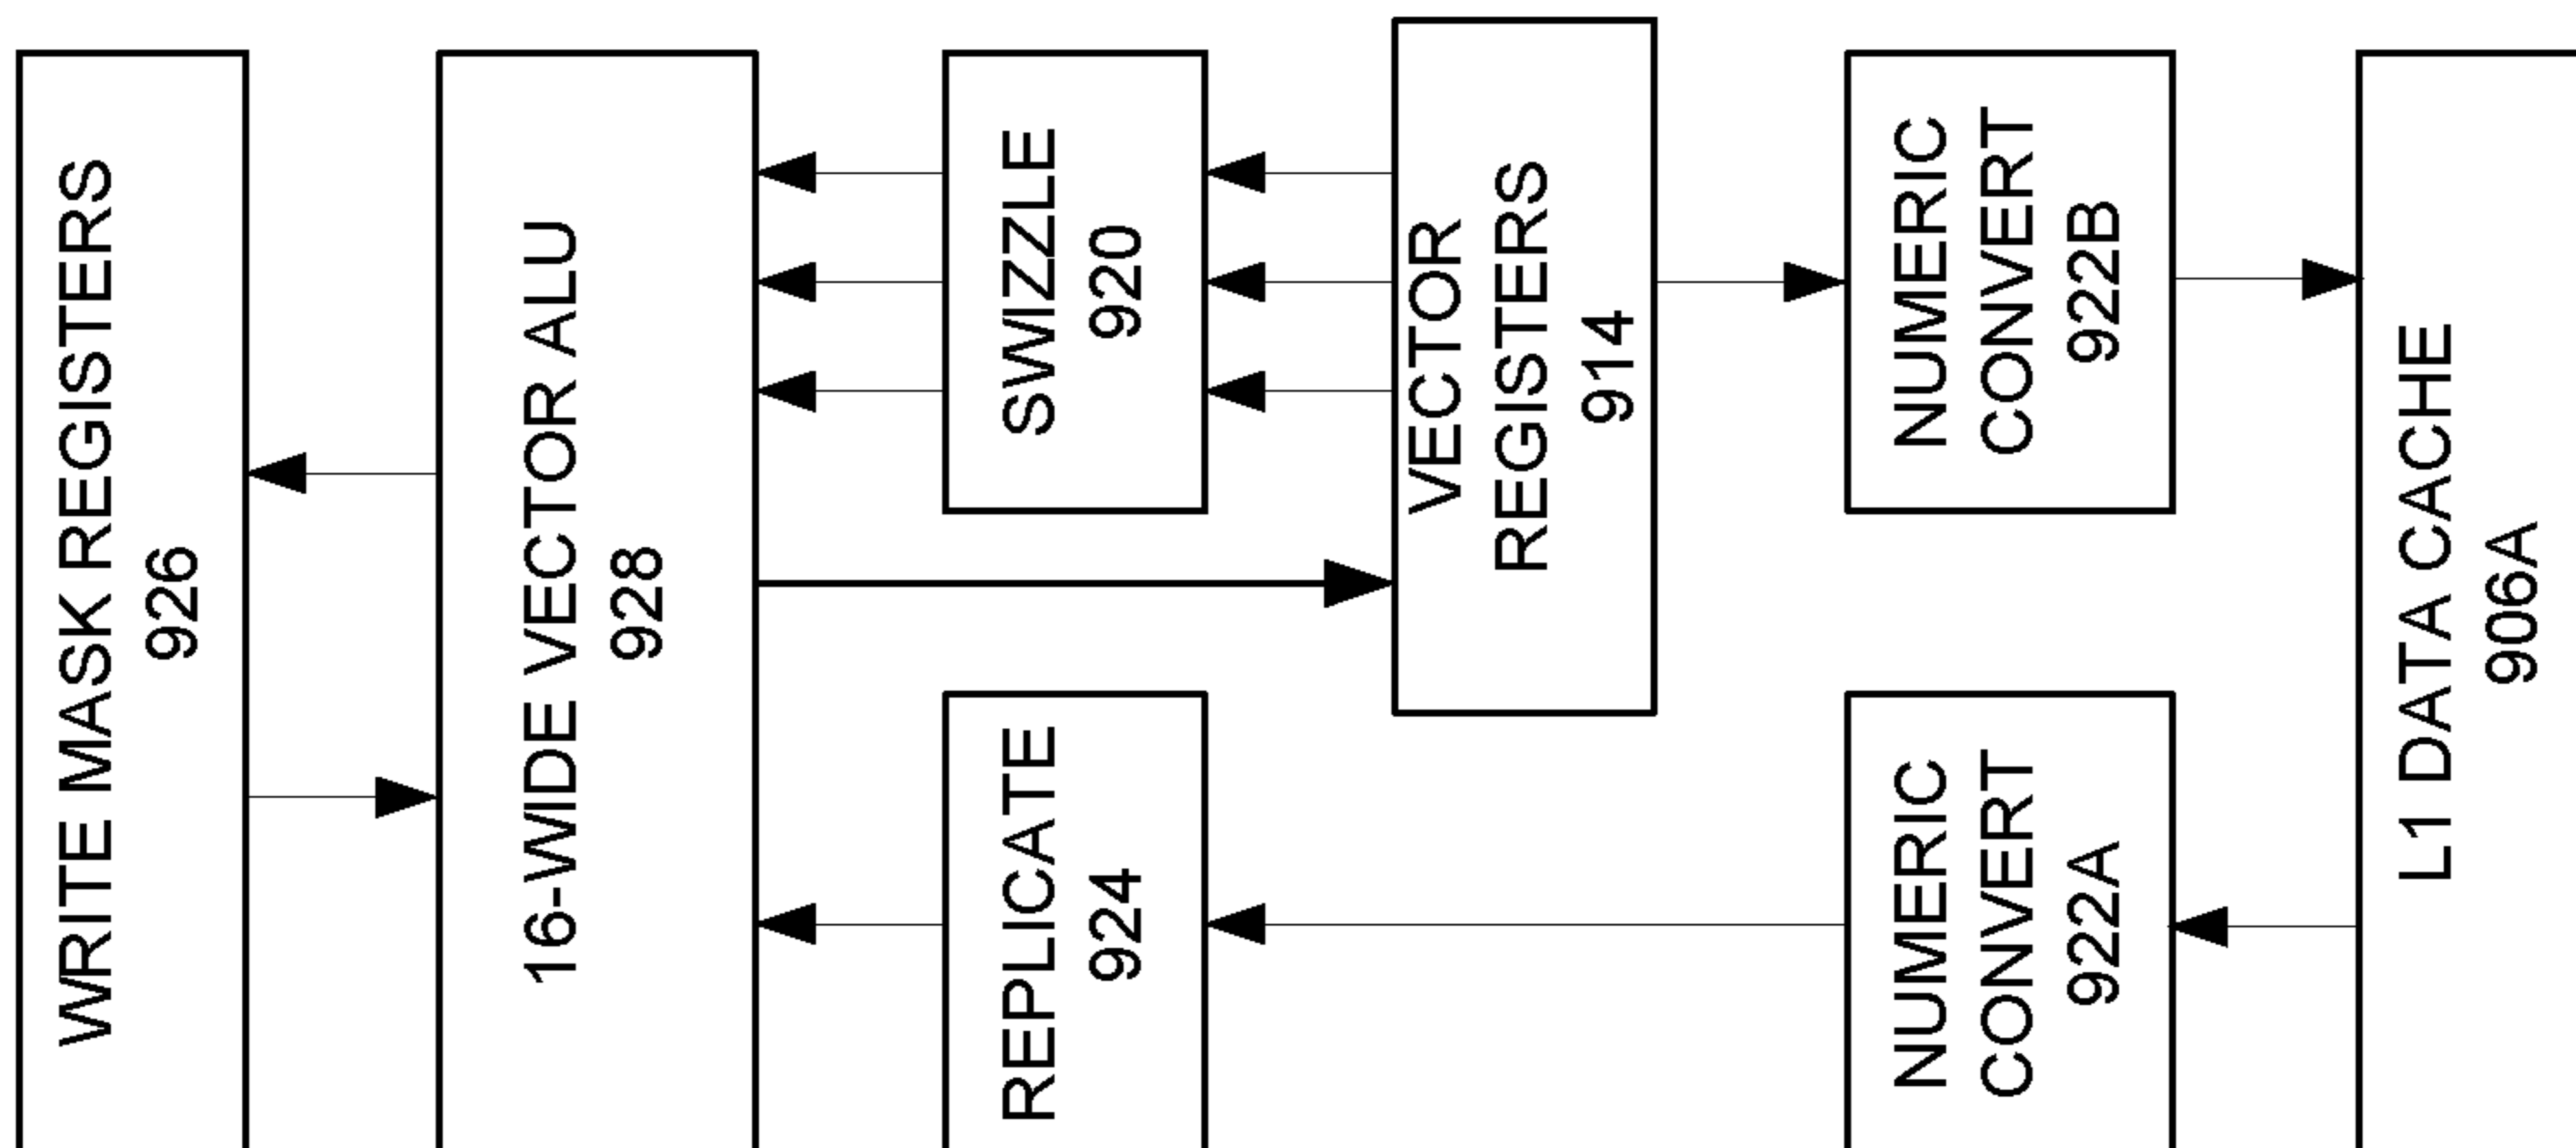 WRITE MASK REGISTERS
926
16-WIDE VECTOR ALU
928
REPLICATE
924
SWIZZLE
920
VECTOR
REGISTERS
914
NUMERIC
CONVERT
922A
NUMERIC
CONVERT
922B
L1 DATA CACHE
906A